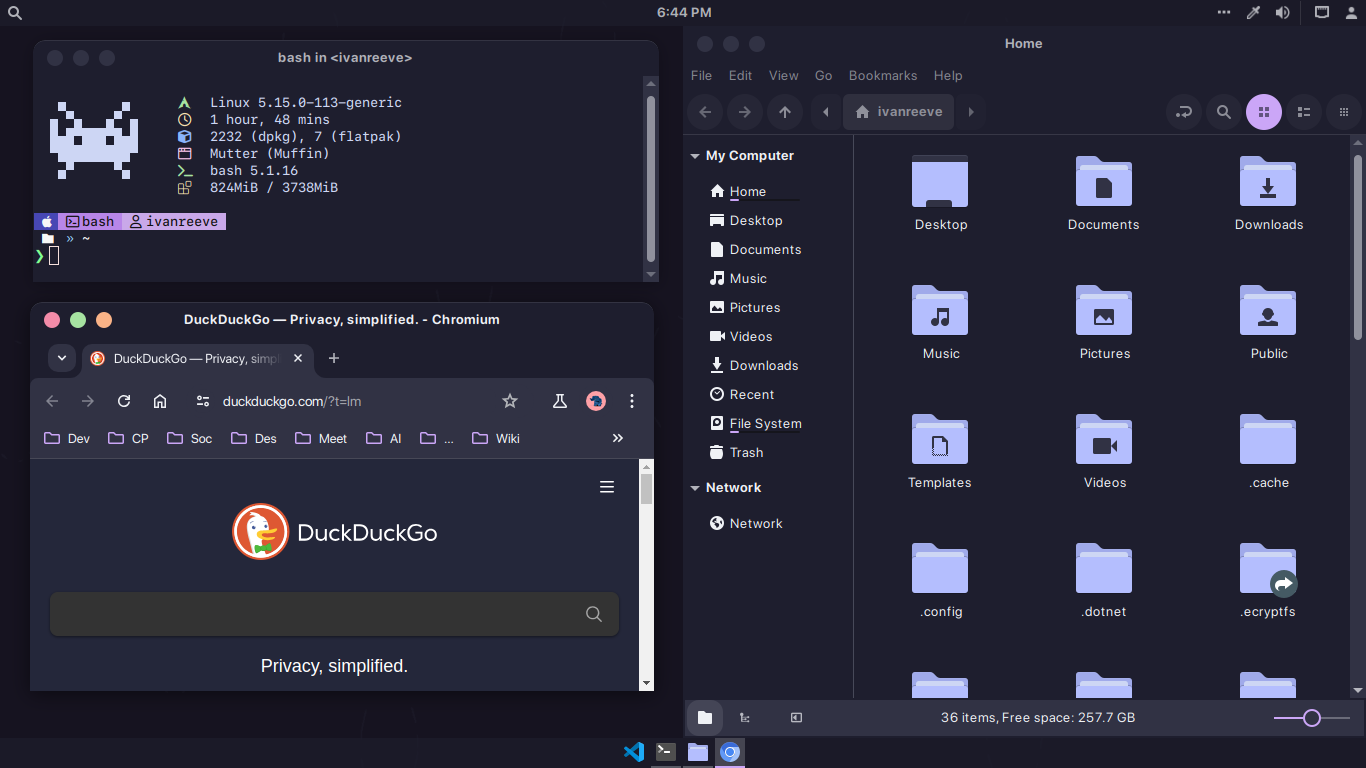 6:44 PM
bash in <ivanreeve>
Linux 5.15.0-113-generic
1 hour, 48 mins
2232 (dpkg), 7 (flatpak)
Mutter (Muffin)
bash 5.1.16
824MiB / 3738MiB
bash ivanreeve
» ~
❯
DuckDuckGo — Privacy, simplified. - Chromium
DuckDuckGo — Privacy, simpl
duckduckgo.com/?t=lm
Dev CP Soc Des Meet AI ... Wiki »
DuckDuckGo
Privacy, simplified.
Home
File Edit View Go Bookmarks Help
ivanreeve
My Computer
Home
Desktop
Documents
Music
Pictures
Videos
Downloads
Recent
File System
Trash
Network
Network
Desktop Documents Downloads
Music Pictures Public
Templates Videos .cache
.config .dotnet .ecryptfs
36 items, Free space: 257.7 GB